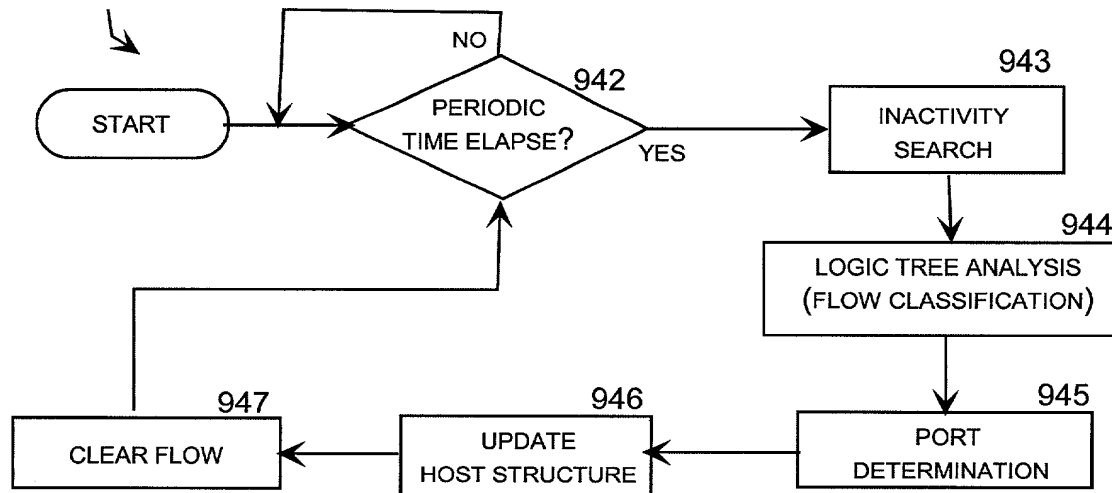 NO
942
943
START
PERIODIC
TIME ELAPSE?
YES
INACTIVITY
SEARCH
944
LOGIC TREE ANALYSIS
(FLOW CLASSIFICATION)
947
946
945
CLEAR FLOW
UPDATE
HOST STRUCTURE
PORT
DETERMINATION